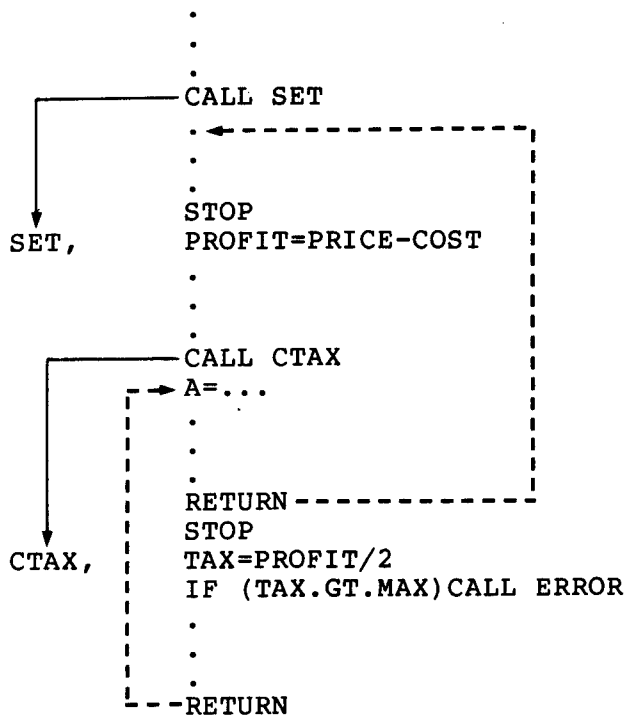 .
.
.
CALL SET
.
.
.
STOP
SET, PROFIT=PRICE-COST
.
.
.
CALL CTAX
A=...
.
.
.
RETURN
STOP
CTAX, TAX=PROFIT/2
IF (TAX.GT.MAX)CALL ERROR
.
.
.
RETURN